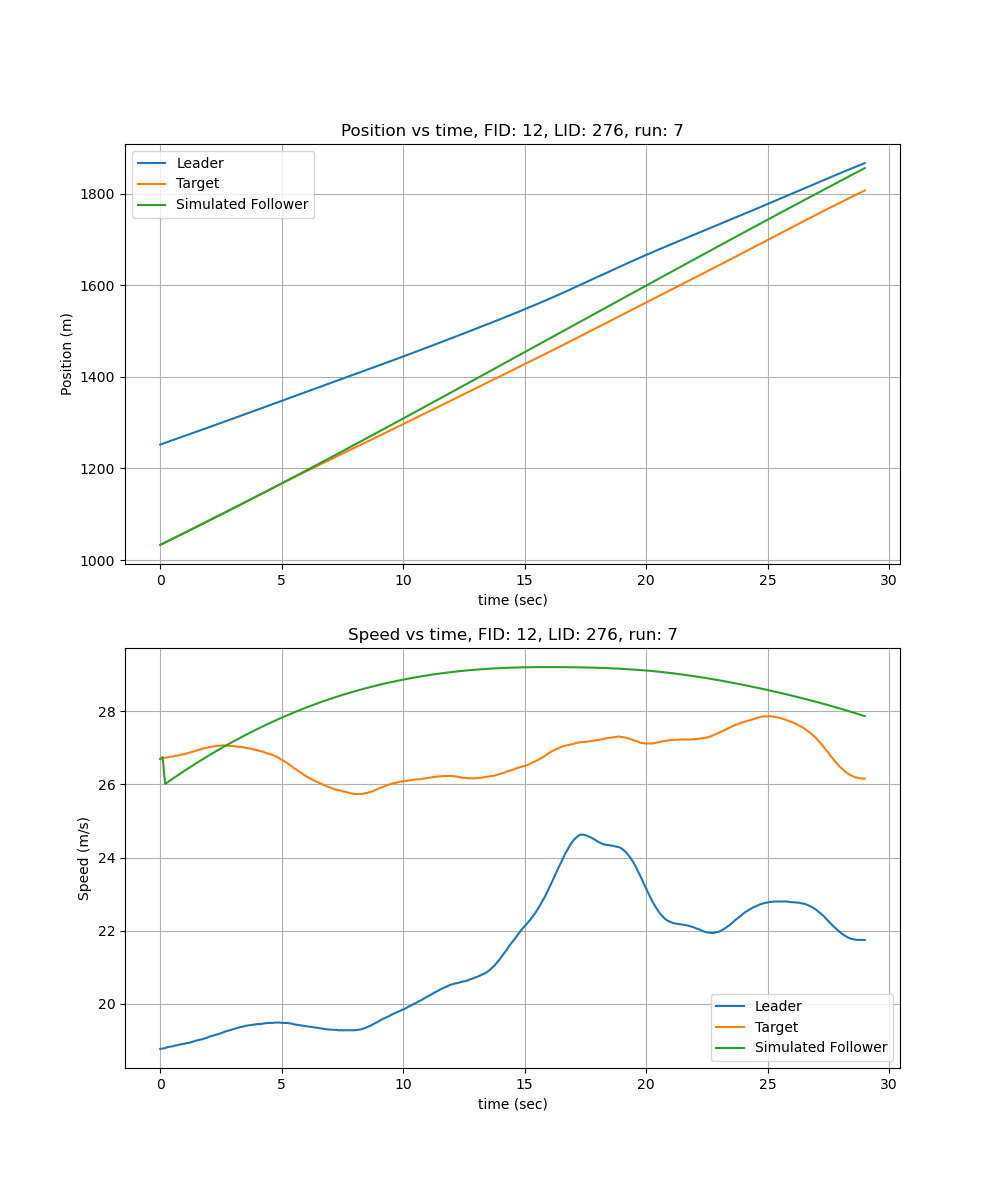 Position vs time, FID: 12, LID: 276, run: 7
Leader
Target
Simulated Follower
Position (m)
1800
1600
1400
1200
1000
0 5 10 15 20 25 30
time (sec)
Speed vs time, FID: 12, LID: 276, run: 7
Speed (m/s)
28
26
24
22
20
Leader
Target
Simulated Follower
0 5 10 15 20 25 30
time (sec)